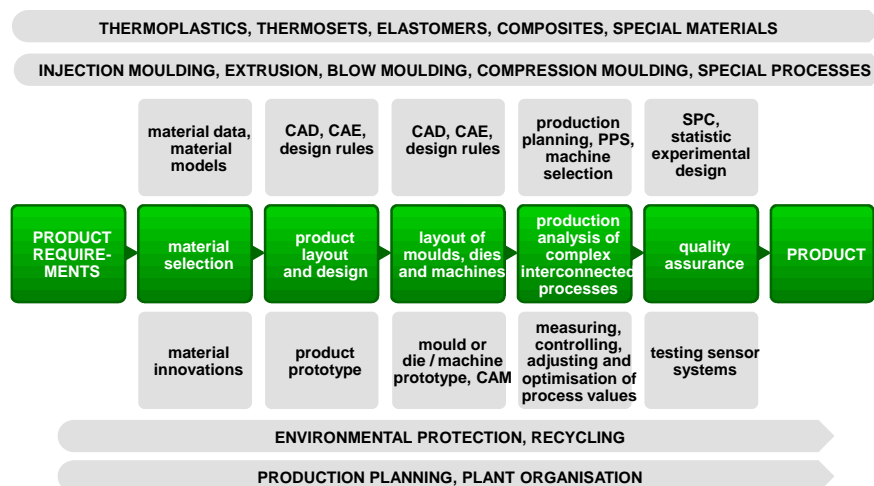 THERMOPLASTICS, THERMOSETS, ELASTOMERS, COMPOSITES, SPECIAL MATERIALS
INJECTION MOULDING, EXTRUSION, BLOW MOULDING, COMPRESSION MOULDING, SPECIAL PROCESSES
material data,
material
models
CAD, CAE,
design rules
CAD, CAE,
design rules
production
planning, PPS,
machine
selection
SPC,
statistic
experimental
design
PRODUCT
REQUIRE-
MENTS
material
selection
product
layout
and design
layout of
moulds, dies
and machines
production
analysis of
complex
interconnected
processes
quality
assurance
PRODUCT
material
innovations
product
prototype
mould or
die / machine
prototype, CAM
measuring,
controlling,
adjusting and
optimisation of
process values
testing sensor
systems
ENVIRONMENTAL PROTECTION, RECYCLING
PRODUCTION PLANNING, PLANT ORGANISATION